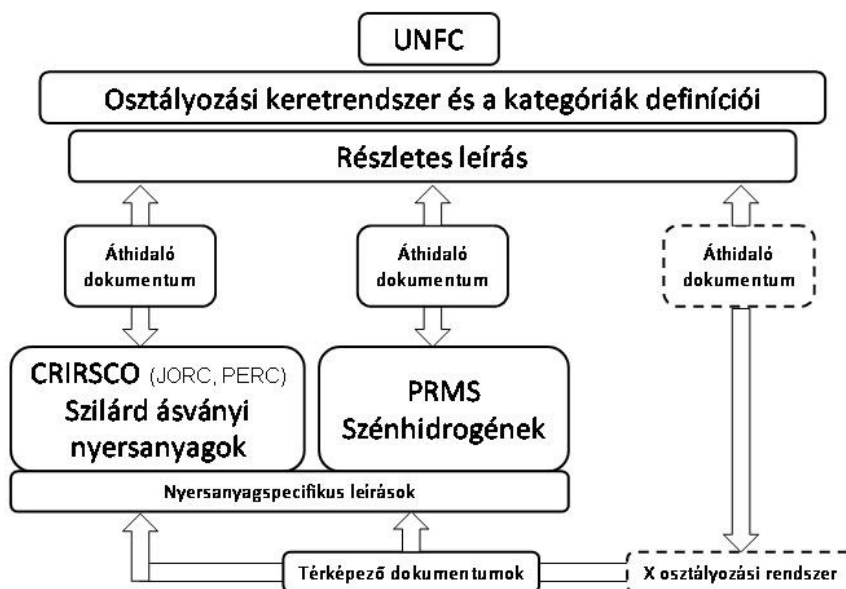 UNFC
Osztályozási keretrendszer és a kategóriák definíciói
Részletes leírás
Áthidaló
dokumentum
Áthidaló
dokumentum
Áthidaló
dokumentum
CRIRSCO (JORC, PERC)
Szilárd ásványi
nyersanyagok
PRMS
Szénhidrogének
Nyersanyagspecifikus leírások
Térképező dokumentumok
X osztályozási rendszer